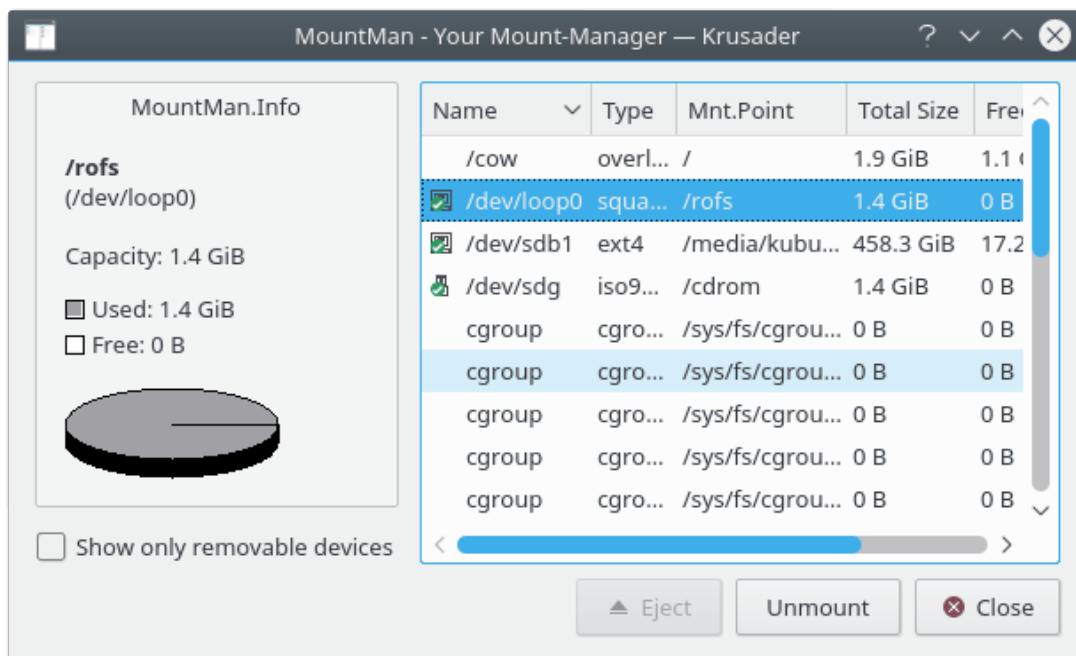 MountMan - Your Mount-Manager — Krusader
MountMan.Info
/rofs
(/dev/loop0)
Capacity: 1.4 GiB
Used: 1.4 GiB
Free: 0 B
Show only removable devices
Name Type Mnt.Point Total Size
/cow overl... / 1.9 GiB 1.1
/dev/loop0 squa... /rofs 1.4 GiB 0 B
/dev/sdb1 ext4 /media/kubu... 458.3 GiB 17.2
/dev/sdg iso9... /cdrom 1.4 GiB 0 B
cgroup cgro... /sys/fs/cgrou... 0 B 0 B
cgroup cgro... /sys/fs/cgrou... 0 B 0 B
cgroup cgro... /sys/fs/cgrou... 0 B 0 B
cgroup cgro... /sys/fs/cgrou... 0 B 0 B
cgroup cgro... /sys/fs/cgrou... 0 B 0 B
Eject Unmount Close